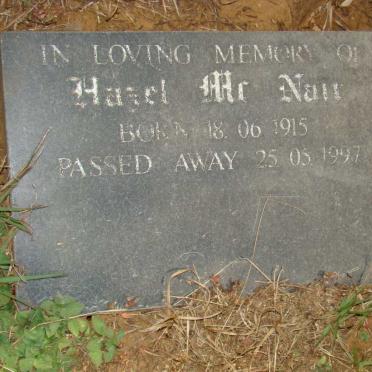 IN LOVING MEMORY OF
Hazel Mc Nair
BORN 18.06.1915
PASSED AWAY 25.05.1997